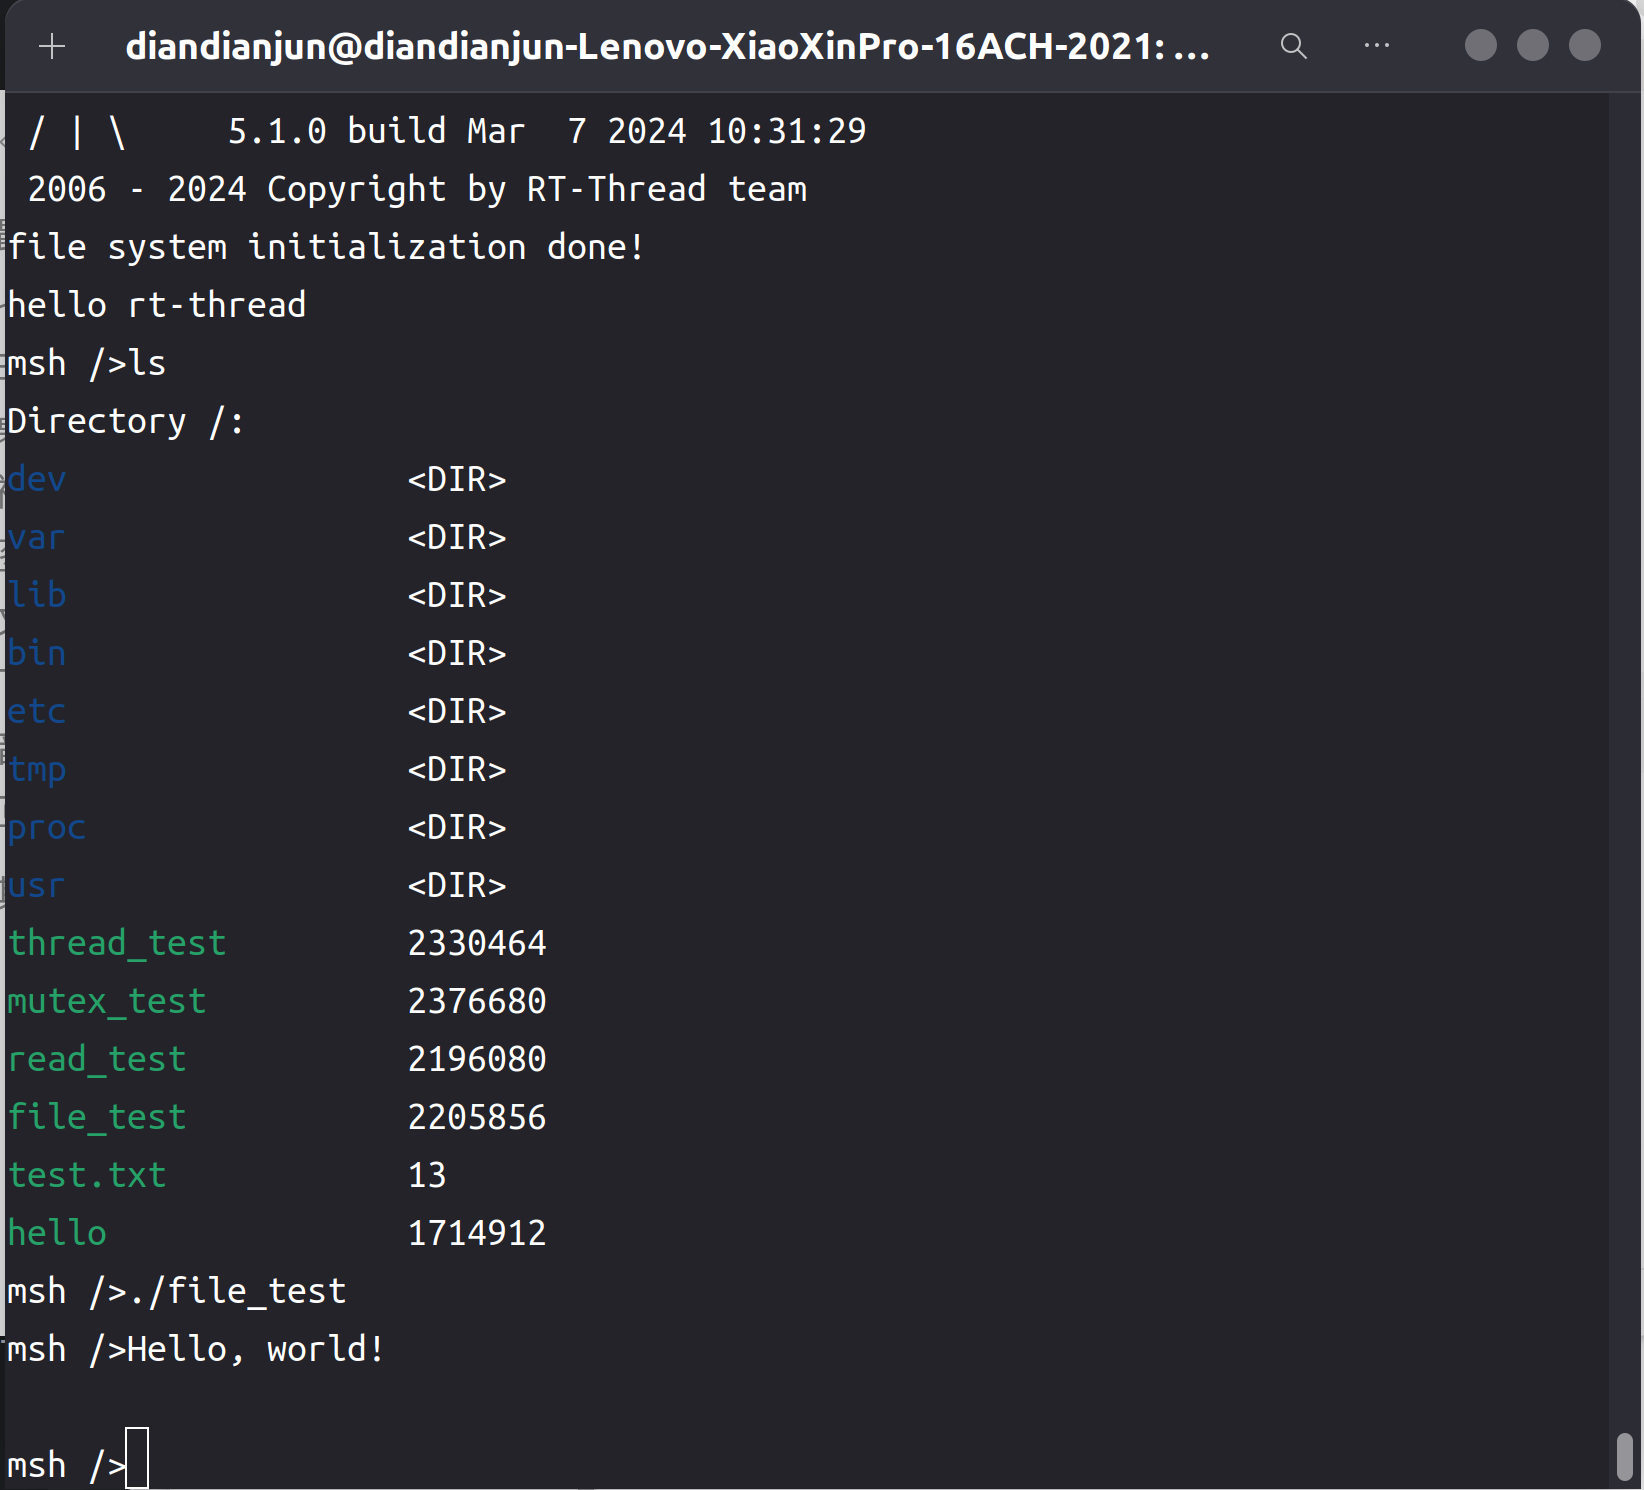 diandianjun@diandianjun-Lenovo-XiaoXinPro-16ACH-2021: ...
/ | \     5.1.0 build Mar  7 2024 10:31:29
2006 - 2024 Copyright by RT-Thread team
file system initialization done!
hello rt-thread
msh />ls
Directory /:
dev                 <DIR>
var                 <DIR>
lib                 <DIR>
bin                 <DIR>
etc                 <DIR>
tmp                 <DIR>
proc                <DIR>
usr                 <DIR>
thread_test         2330464
mutex_test          2376680
read_test           2196080
file_test           2205856
test.txt            13
hello               1714912
msh />./file_test
msh />Hello, world!
msh />